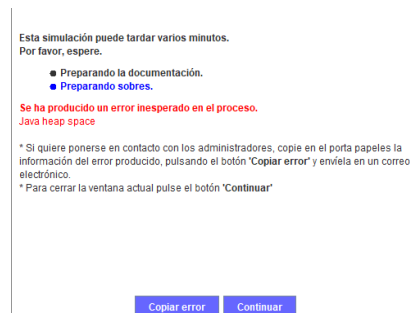 Esta simulación puede tardar varios minutos.
Por favor, espere.
Preparando la documentación.
Preparando sobres.
Se ha producido un error inesperado en el proceso.
Java heap space
* Si quiere ponerse en contacto con los administradores, copie en el porta papeles la
información del error producido, pulsando el botón 'Copiar error' y envíela en un correo
electrónico.
* Para cerrar la ventana actual pulse el botón 'Continuar'
Copiar error Continuar